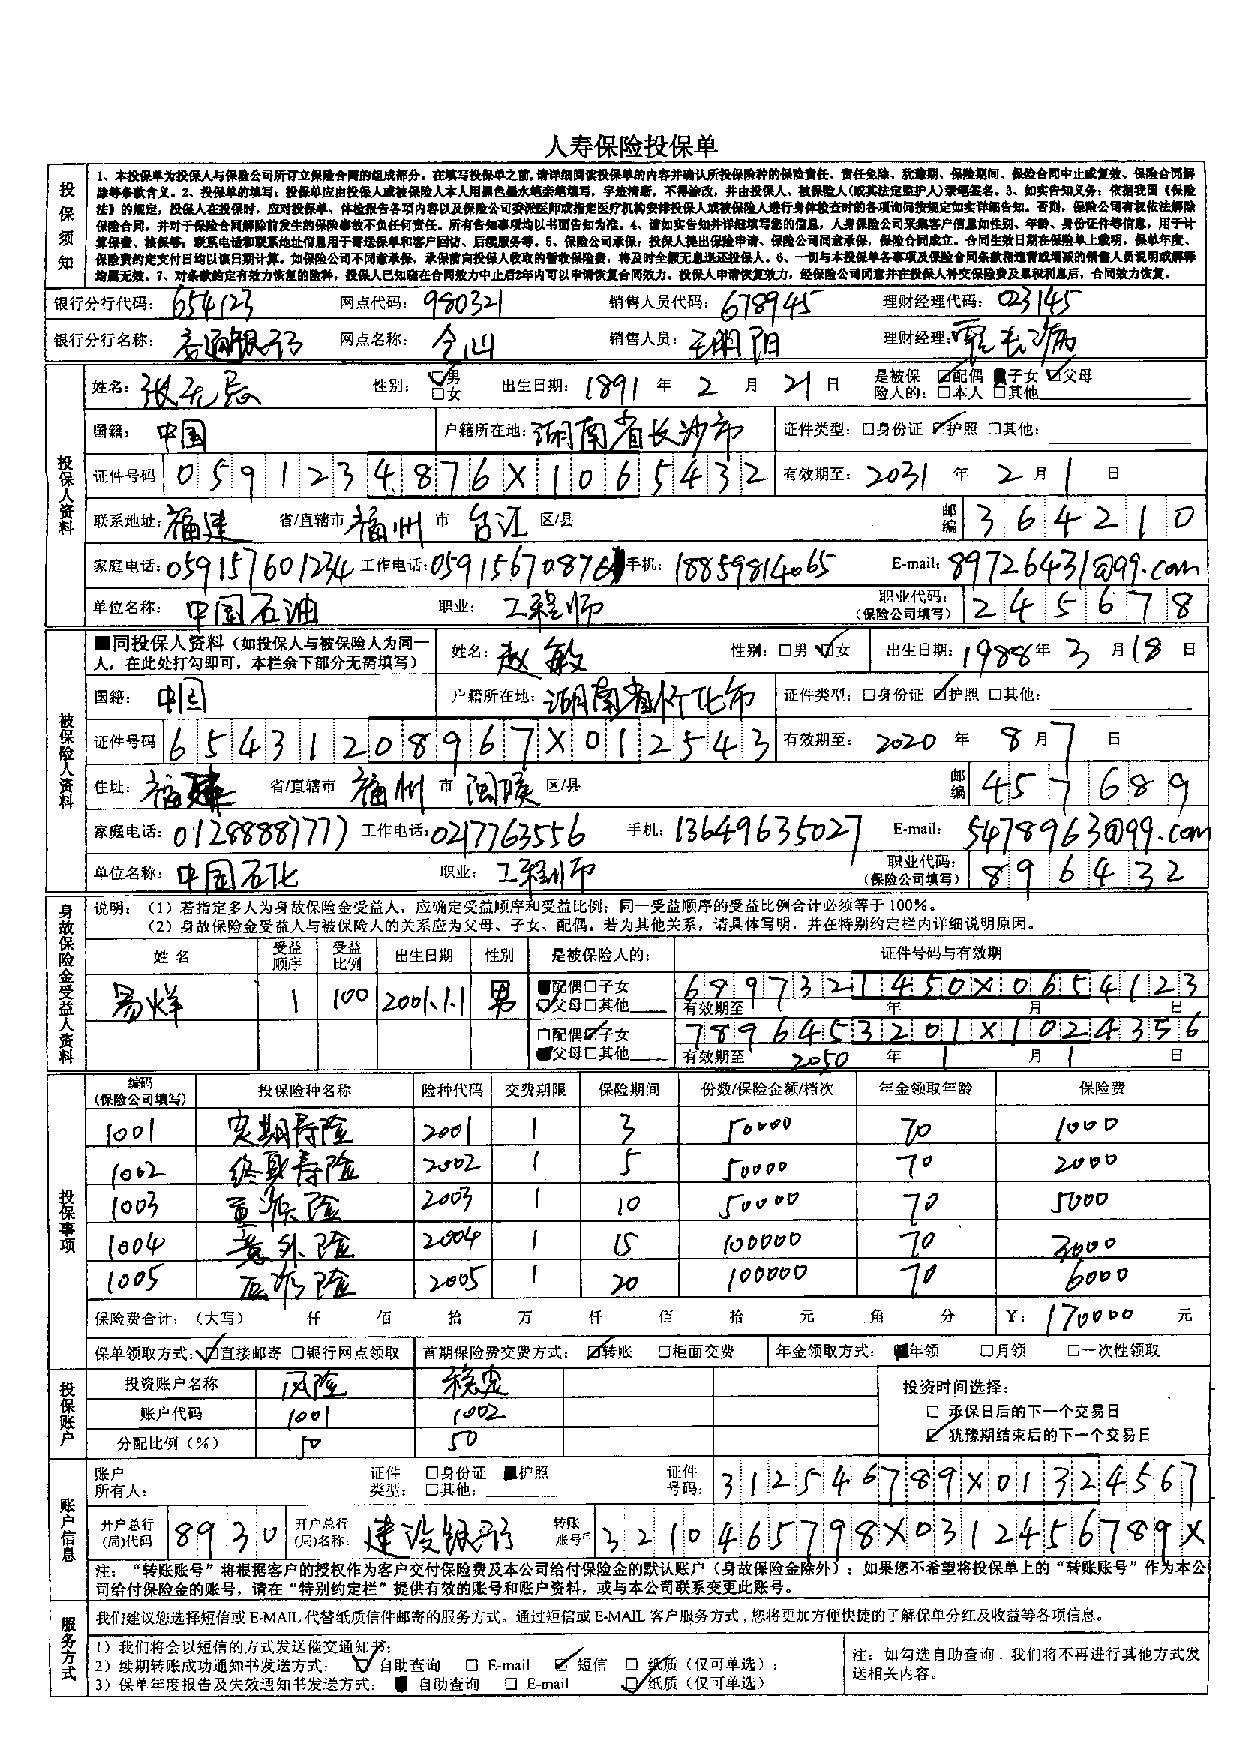 人寿保险投保单
投保须知
1、本投保单为投保人与保险公司所订立保险合同的组成部分。在填写投保单之前，请详细阅读投保单的内容并确认所投保险种的保险责任、责任免除、犹豫期、保险期间、保险合同中止或复效、保险合同解
除等条款含义。2、投保单的填写：投保单应由投保人或被保险人本人用黑色墨水笔亲笔填写，字迹清晰，不得涂改，并由投保人、被保险人(或其法定监护人)亲笔签名。3、如实告知义务：依据我国《保险
法》的规定，投保人在投保时，应对投保单、体检报告各项内容以及保险公司委派医师或指定医疗机构安排投保人或被保险人进行身体检查时的各项询问按规定如实详细告知。否则，保险公司有权依法解除
保险合同，并对于保险合同解除前发生的保险事故不负任何责任。所有告知事项均以书面告知为准。4、请如实告知并详细填写您的信息，人身保险公司采集客户信息如性别、年龄、身份证件等信息，用于计
算保费、核保等；联系电话和联系地址信息用于寄送保单和客户回访、后续服务等。5、保险公司承保：投保人提出保险申请、保险公司同意承保，保险合同成立。合同生效日期在保险单上载明，保单年度、
保险费约定支付日均以该日期计算。如保险公司不同意承保，承保前向投保人收取的暂收保险费，将及时全额无息退还投保人。6、一切与本投保单各事项及保险合同条款相违背或增减的销售人员说明或解释
均属无效。7、对条款约定有效力恢复的险种，投保人已知晓在合同效力中止后2年内可以申请恢复合同效力。投保人申请恢复效力，经保险公司同意并在投保人补交保险费及累积利息后，合同效力恢复。
银行分行代码：654123 网点代码：980321 销售人员代码：678945 理财经理代码：023145
银行分行名称：交通银行 网点名称：仓山 销售人员：王明阳 理财经理：
投保人资料
姓名：张无忌 性别：☑男 □女 出生日期：1891 年 2 月 21 日 是被保险人的：☑配偶 ■子女 ☑父母 □本人 □其他
国籍：中国 户籍所在地：湖南省长沙市 证件类型：□身份证 ☑护照 □其他：
证件号码 0591234876X1065432 有效期至：2031 年 2 月 1 日
联系地址：福建 省/直辖市 福州 市 台江 区/县 邮编 364210
家庭电话：059157601234 工作电话：05915670876 手机：18859814065 E-mail：89726431@99.com
单位名称：中国石油 职业：工程师 职业代码：（保险公司填写） 245678
被保险人资料
■同投保人资料（如投保人与被保险人为同一人，在此处打勾即可，本栏余下部分无需填写） 姓名：赵敏 性别：□男 ☑女 出生日期：1988 年 3 月 18 日
国籍：中国 户籍所在地：湖南省怀化市 证件类型：□身份证 ☑护照 □其他：
证件号码 65431208967X012543 有效期至：2020 年 8 月 7 日
住址：福建 省/直辖市 福州 市 闽侯 区/县 邮编 457689
家庭电话：01288887777 工作电话：0217763556 手机：13649635027 E-mail：5478963@99.com
单位名称：中国石化 职业：工程师 职业代码：（保险公司填写） 896432
身故保险金受益人资料
说明：（1）若指定多人为身故保险金受益人，应确定受益顺序和受益比例；同一受益顺序的受益比例合计必须等于100%。
（2）身故保险金受益人与被保险人的关系应为父母、子女、配偶。若为其他关系，请具体写明，并在特别约定栏内详细说明原因。
姓 名 受益顺序 受益比例 出生日期 性别 是被保险人的： 证件号码与有效期
易烊 1 100 2001.1.1 男 ■配偶 □子女 ☑父母 □其他 6897321450X0654123
有效期至 年 月 日
□配偶 ☑子女 ■父母 □其他 7896453201X1024356
有效期至 2050 年 1 月 1 日
投保事项
编码（保险公司填写） 投保险种名称 险种代码 交费期限 保险期间 份数/保险金额/档次 年金领取年龄 保险费
1001 定期寿险 2001 1 3 50000 70 1000
1002 终身寿险 2002 1 5 50000 70 2000
1003 重疾险 2003 1 10 50000 70 5000
1004 意外险 2004 1 15 100000 70 3000
1005 医疗险 2005 1 20 100000 70 6000
保险费合计：（大写） 仟 佰 拾 万 仟 佰 拾 元 角 分 ¥：170000 元
保单领取方式：☑直接邮寄 □银行网点领取 首期保险费交费方式：☑转账 □柜面交费 年金领取方式：■年领 □月领 □一次性领取
投保账户
投资账户名称 风险 稳定 投资时间选择：
账户代码 1001 1002 □ 承保日后的下一个交易日
分配比例（%） 50 50 ☑ 犹豫期结束后的下一个交易日
账户信息
账户所有人： 证件类型：□身份证 ■护照 □其他： 证件号码：312546789X01324567
开户总行(局)代码 8930 开户总行(局)名称：建设银行 转账账号 3210465798X0312456789X
注：“转账账号”将根据客户的授权作为客户交付保险费及本公司给付保险金的默认账户（身故保险金除外）；如果您不希望将投保单上的“转账账号”作为本公
司给付保险金的账号，请在“特别约定栏”提供有效的账号和账户资料，或与本公司联系变更此账号。
服务方式
我们建议您选择短信或 E-MAIL 代替纸质信件邮寄的服务方式。通过短信或 E-MAIL 客户服务方式，您将更加方便快捷的了解保单分红及收益等各项信息。
1）我们将会以短信的方式发送催交通知书；
2）续期转账成功通知书发送方式：☑ 自助查询 □ E-mail ☑ 短信 □ 纸质（仅可单选）；
3）保单年度报告及失效通知书发送方式：■ 自助查询 □ E-mail ☑ 纸质（仅可单选）
注：如勾选自助查询，我们将不再进行其他方式发
送相关内容。